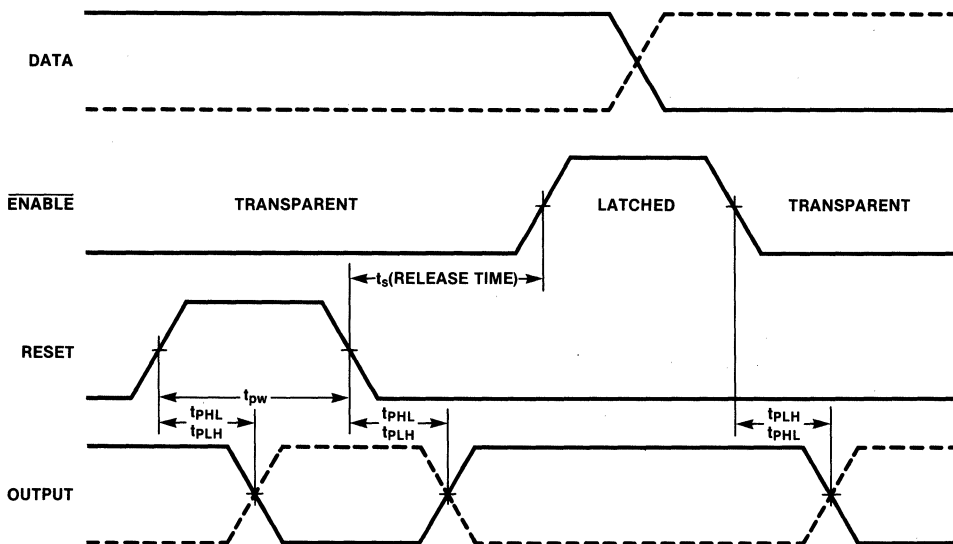 DATA
ENABLE
TRANSPARENT
LATCHED
TRANSPARENT
ts(RELEASE TIME)
RESET
tpw
tPHL
tPLH
tPHL
tPLH
tPLH
tPHL
OUTPUT